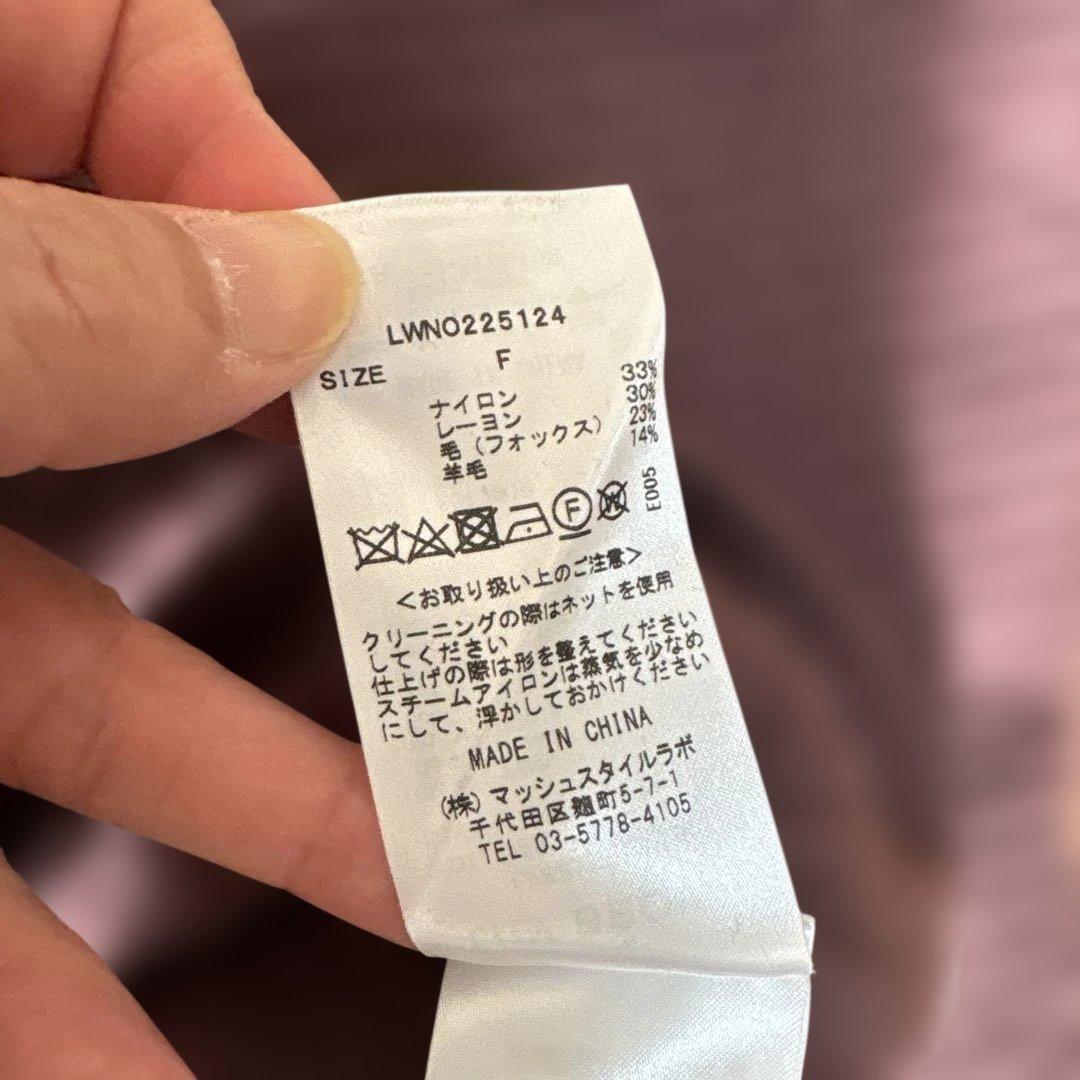 LWNO225124
SIZE F
ナイロン 33%
レーヨン 30%
毛 (フォックス) 23%
羊毛 14%
F W E005
<お取り扱い上のご注意>
クリーニングの際はネットを使用
してください
仕上げの際は形を整えてください
スチームアイロンは蒸気を少なめ
にして、浮かしておかけください
MADE IN CHINA
(株) マッシュスタイルラボ
千代田区麹町5-7-1
TEL 03-5778-4105